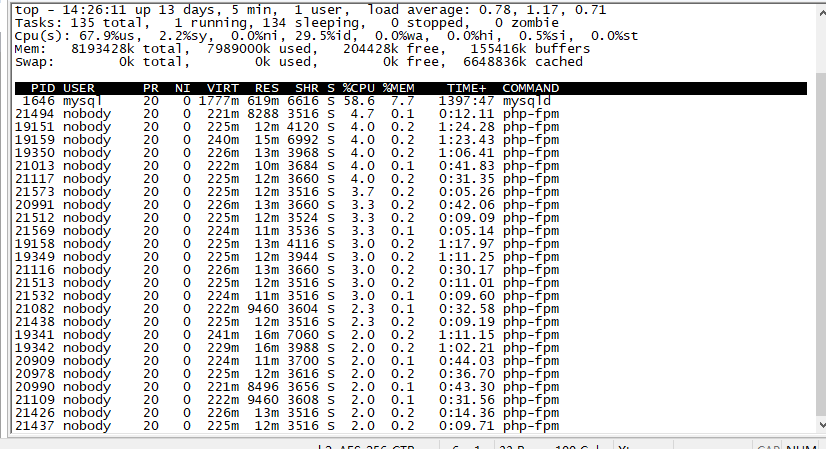 top - 14:26:11 up 13 days, 5 min, 1 user, load average: 0.78, 1.17, 0.71
Tasks: 135 total, 1 running, 134 sleeping, 0 stopped, 0 zombie
Cpu(s): 67.9%us, 2.2%sy, 0.0%ni, 29.5%id, 0.0%wa, 0.0%hi, 0.5%si, 0.0%st
Mem: 8193428k total, 7989000k used, 204428k free, 155416k buffers
Swap: 0k total, 0k used, 0k free, 6648836k cached
PID USER PR NI VIRT RES SHR S %CPU %MEM TIME+ COMMAND
1646 mysql 20 0 1777m 619m 6616 S 58.6 7.7 1397:47 mysqld
21494 nobody 20 0 221m 8288 3516 S 4.7 0.1 0:12.11 php-fpm
19151 nobody 20 0 225m 12m 4120 S 4.0 0.2 1:24.28 php-fpm
19159 nobody 20 0 240m 15m 6992 S 4.0 0.2 1:23.43 php-fpm
19350 nobody 20 0 226m 13m 3968 S 4.0 0.2 1:06.41 php-fpm
21013 nobody 20 0 222m 10m 3684 S 4.0 0.1 0:41.83 php-fpm
21117 nobody 20 0 225m 12m 3660 S 4.0 0.2 0:31.35 php-fpm
21573 nobody 20 0 225m 12m 3516 S 3.7 0.2 0:05.26 php-fpm
20991 nobody 20 0 226m 13m 3660 S 3.3 0.2 0:42.06 php-fpm
21512 nobody 20 0 225m 12m 3524 S 3.3 0.2 0:09.09 php-fpm
21569 nobody 20 0 224m 11m 3536 S 3.3 0.1 0:05.14 php-fpm
19158 nobody 20 0 225m 13m 4116 S 3.0 0.2 1:17.97 php-fpm
19349 nobody 20 0 225m 12m 3944 S 3.0 0.2 1:11.25 php-fpm
21116 nobody 20 0 226m 13m 3660 S 3.0 0.2 0:30.17 php-fpm
21513 nobody 20 0 225m 12m 3516 S 3.0 0.2 0:11.01 php-fpm
21532 nobody 20 0 224m 11m 3516 S 3.0 0.1 0:09.60 php-fpm
21082 nobody 20 0 222m 9460 3604 S 2.3 0.1 0:32.58 php-fpm
21438 nobody 20 0 225m 12m 3516 S 2.3 0.2 0:09.19 php-fpm
19341 nobody 20 0 241m 16m 7060 S 2.0 0.2 1:11.15 php-fpm
19342 nobody 20 0 229m 16m 3988 S 2.0 0.2 1:02.21 php-fpm
20909 nobody 20 0 224m 11m 3700 S 2.0 0.1 0:44.03 php-fpm
20978 nobody 20 0 225m 12m 3616 S 2.0 0.2 0:36.70 php-fpm
20990 nobody 20 0 221m 8496 3656 S 2.0 0.1 0:43.30 php-fpm
21109 nobody 20 0 222m 9460 3608 S 2.0 0.1 0:31.56 php-fpm
21426 nobody 20 0 226m 13m 3516 S 2.0 0.2 0:14.36 php-fpm
21437 nobody 20 0 225m 12m 3516 S 2.0 0.2 0:09.71 php-fpm